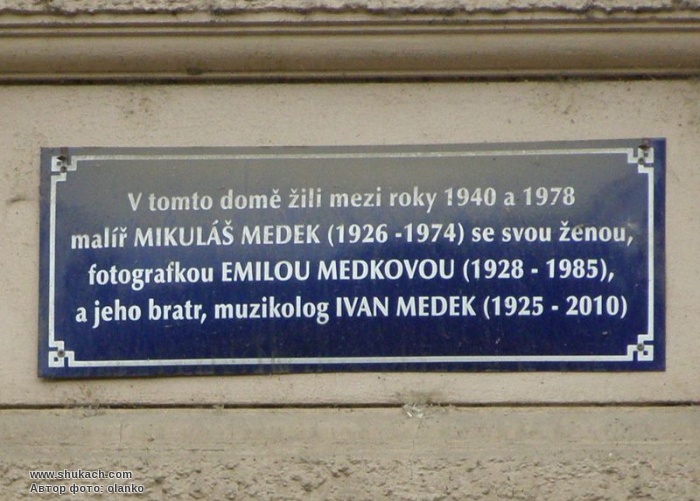 V tomto domě žili mezi roky 1940 a 1978
malíř MIKULÁŠ MEDEK (1926 -1974) se svou ženou,
fotografkou EMILOU MEDKOVOU (1928 - 1985),
a jeho bratr, muzikolog IVAN MEDEK (1925 - 2010)
www.shukach.com
Автор фото: olanko